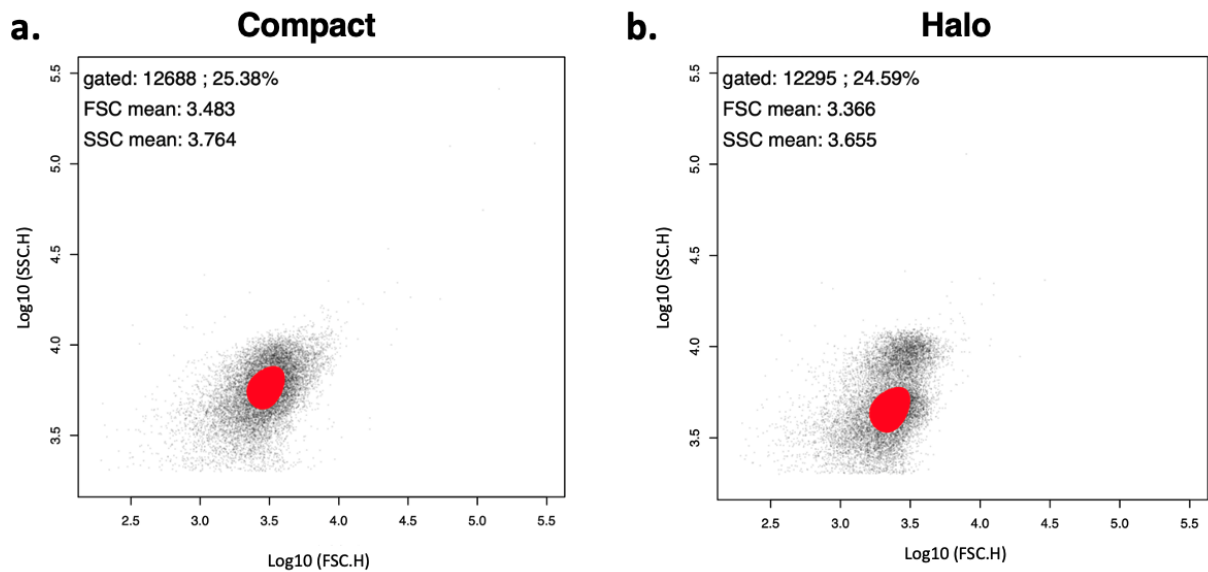 a.
Compact
gated: 12688 ; 25.38%
FSC mean: 3.483
SSC mean: 3.764
5.5
5.0
4.5
4.0
3.5
Log10 (SSC.H)
2.5 3.0 3.5 4.0 4.5 5.0 5.5
Log10 (FSC.H)
b.
Halo
gated: 12295 ; 24.59%
FSC mean: 3.366
SSC mean: 3.655
5.5
5.0
4.5
4.0
3.5
Log10 (SSC.H)
2.5 3.0 3.5 4.0 4.5 5.0 5.5
Log10 (FSC.H)